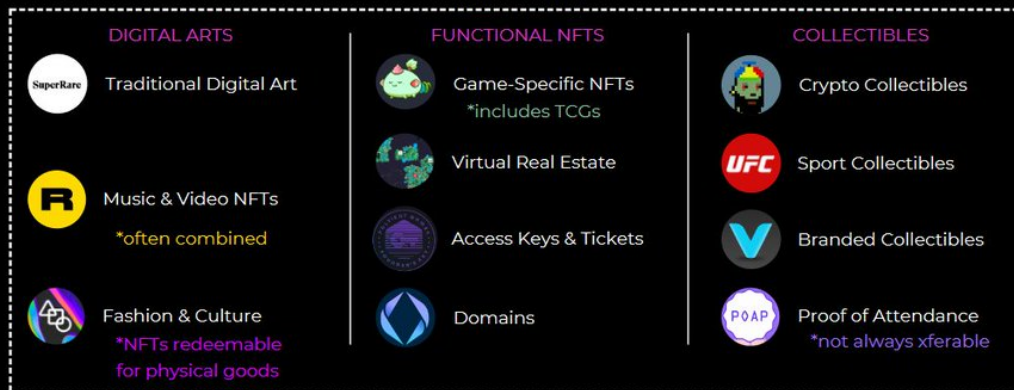 DIGITAL ARTS
SuperRare
Traditional Digital Art
R
Music & Video NFTs
*often combined
Fashion & Culture
*NFTs redeemable
for physical goods
FUNCTIONAL NFTS
Game-Specific NFTs
*includes TCGs
Virtual Real Estate
Access Keys & Tickets
Domains
COLLECTIBLES
Crypto Collectibles
UFC
Sport Collectibles
V
Branded Collectibles
POAP
Proof of Attendance
*not always xferable